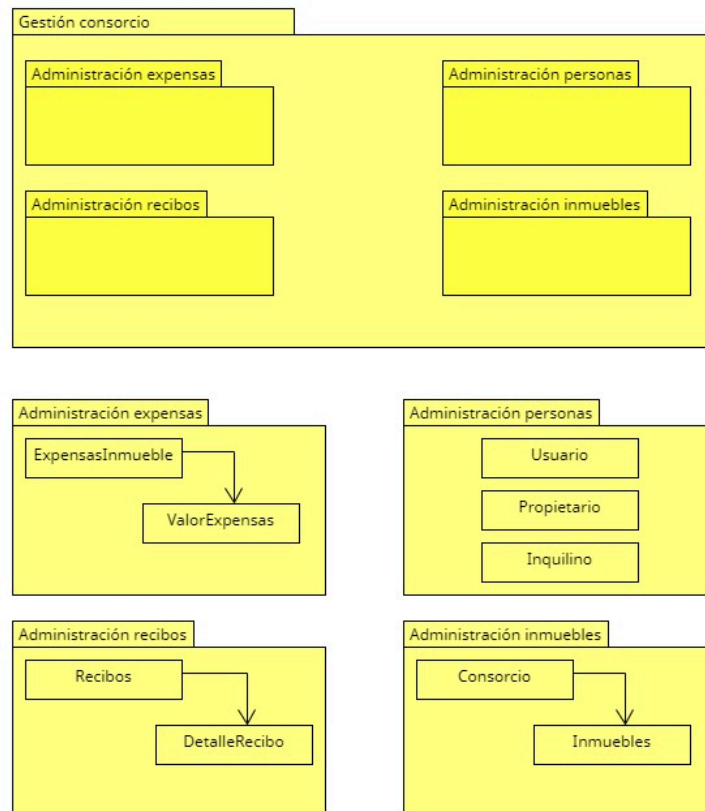 Gestión consorcio
Administración expensas
Administración personas
Administración recibos
Administración inmuebles
Administración expensas
ExpensasInmueble
ValorExpensas
Administración personas
Usuario
Propietario
Inquilino
Administración recibos
Recibos
DetalleRecibo
Administración inmuebles
Consorcio
Inmuebles